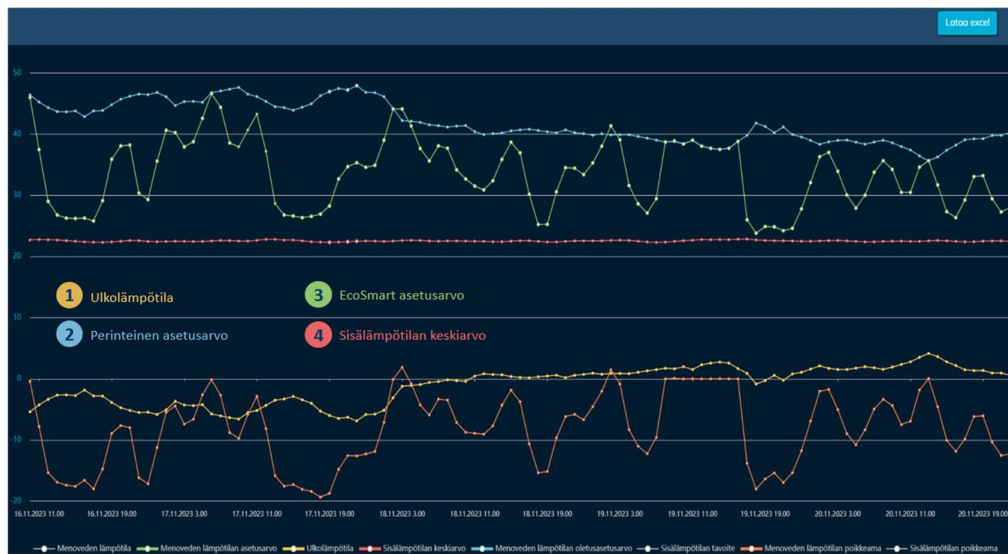 Lataa excel
50
40
30
20
10
0
-10
-20
1 Ulkolämpötila
3 EcoSmart asetusarvo
2 Perinteinen asetusarvo
4 Sisälämpötilan keskiarvo
16.11.2023 11.00 16.11.2023 19.00 17.11.2023 3.00 17.11.2023 11.00 17.11.2023 19.00 18.11.2023 3.00 18.11.2023 11.00 18.11.2023 19.00 19.11.2023 3.00 19.11.2023 11.00 19.11.2023 19.00 20.11.2023 3.00 20.11.2023 11.00 20.11.2023 19.00
Menoveden lämpötila Menoveden lämpötilan asetusarvo Ulkolämpötila Sisälämpötilan keskiarvo Menoveden lämpötilan oletusasetusarvo Sisälämpötilan tavoite Menoveden lämpötilan poikkeama Sisälämpötilan poikkeama